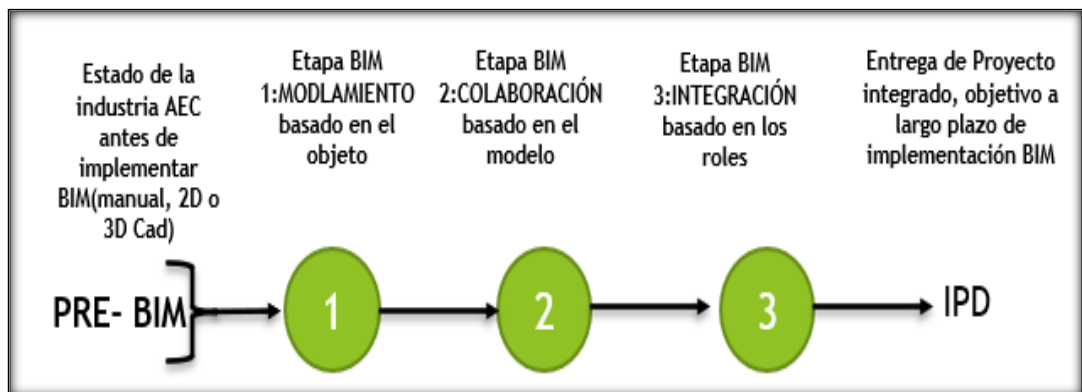 Estado de la
industria AEC
antes de
implementar
BIM(manual, 2D o
3D Cad)
Etapa BIM
1:MODLAMIENTO
basado en el
objeto
Etapa BIM
2:COLABORACIÓN
basado en el
modelo
Etapa BIM
3:INTEGRACIÓN
basado en los
roles
Entrega de Proyecto
integrado, objetivo a
largo plazo de
implementación BIM
PRE- BIM
1
2
3
IPD